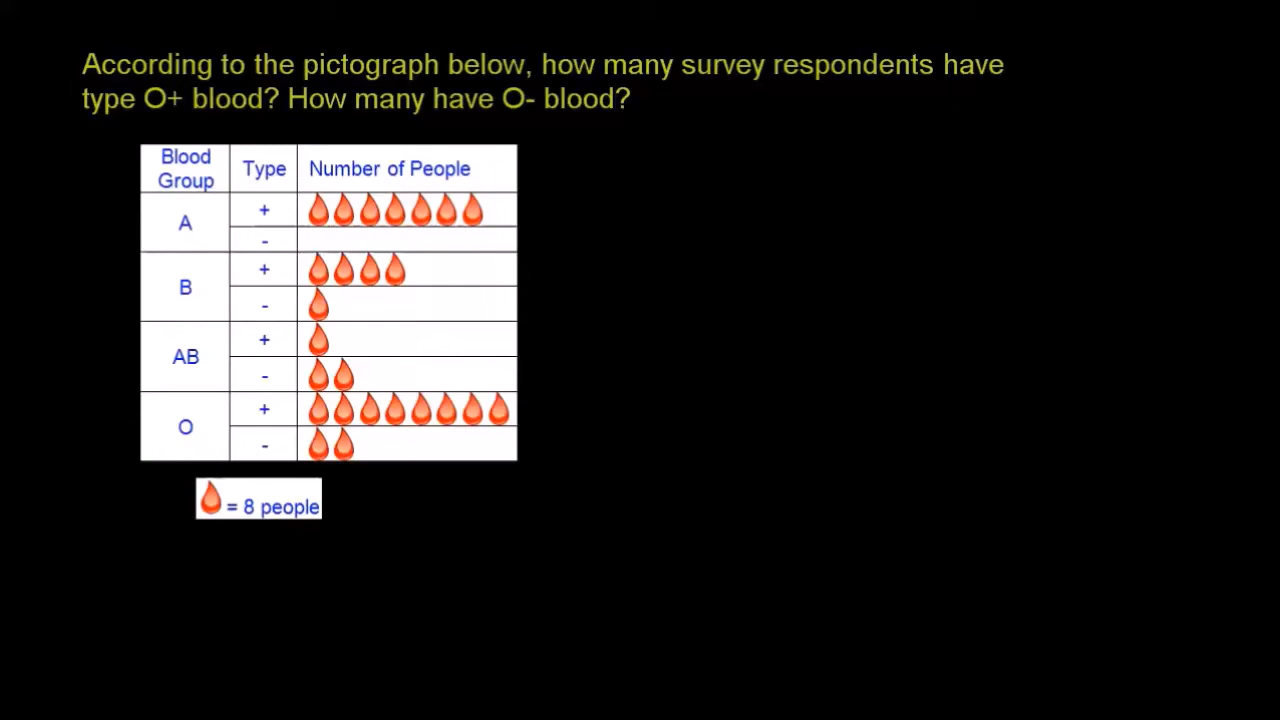 According to the pictograph below, how many survey respondents have
type O+ blood? How many have O- blood?
Blood Group Type Number of People
A +
-
B +
-
AB +
-
O +
-
= 8 people